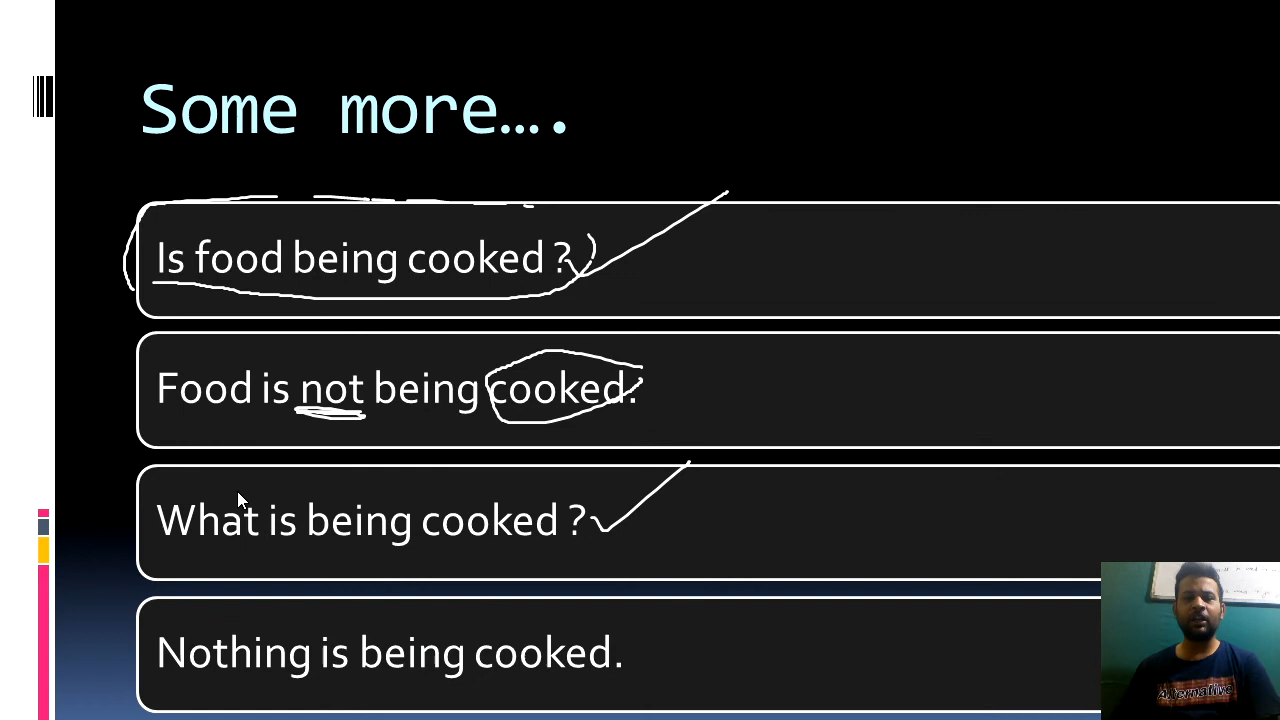 Some more….
Is food being cooked ?
Food is not being cooked.
What is being cooked ?
Nothing is being cooked.
Alternative